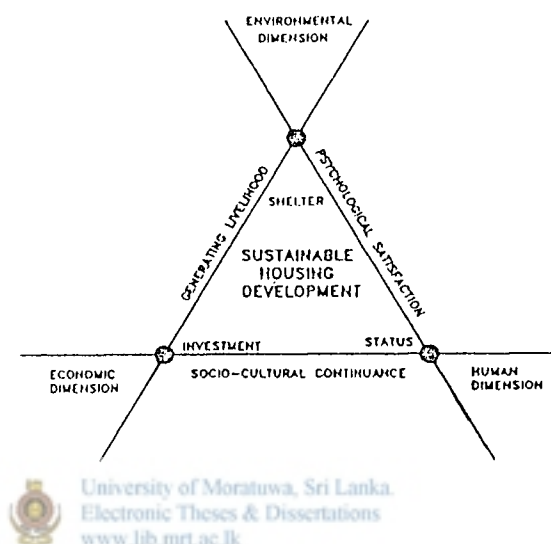 ENVIRONMENTAL
DIMENSION
GENERATING LIVELIHOOD
PSYCHOLOGICAL SATISFACTION
SHELTER
SUSTAINABLE
HOUSING
DEVELOPMENT
INVESTMENT
STATUS
ECONOMIC
DIMENSION
SOCIO-CULTURAL CONTINUANCE
HUMAN
DIMENSION
University of Moratuwa, Sri Lanka.
Electronic Theses & Dissertations
www.lib.mrt.ac.lk